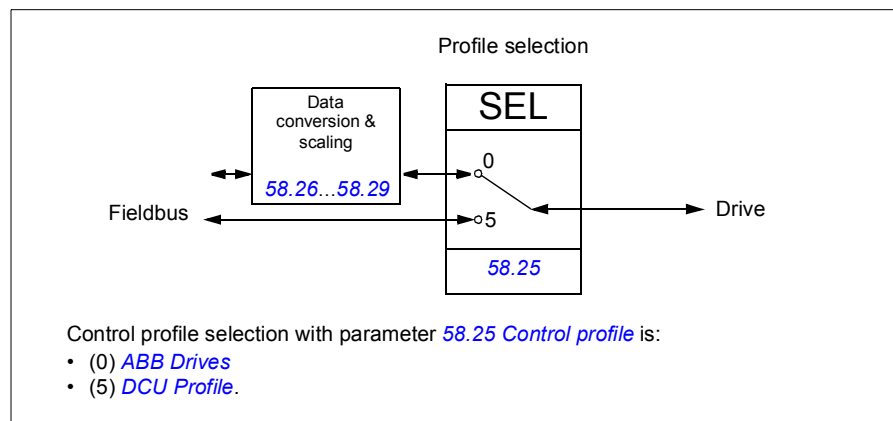 Profile selection
Data
conversion &
scaling
58.26...58.29
SEL
0
5
58.25
Fieldbus
Drive
Control profile selection with parameter 58.25 Control profile is:
• (0) ABB Drives
• (5) DCU Profile.